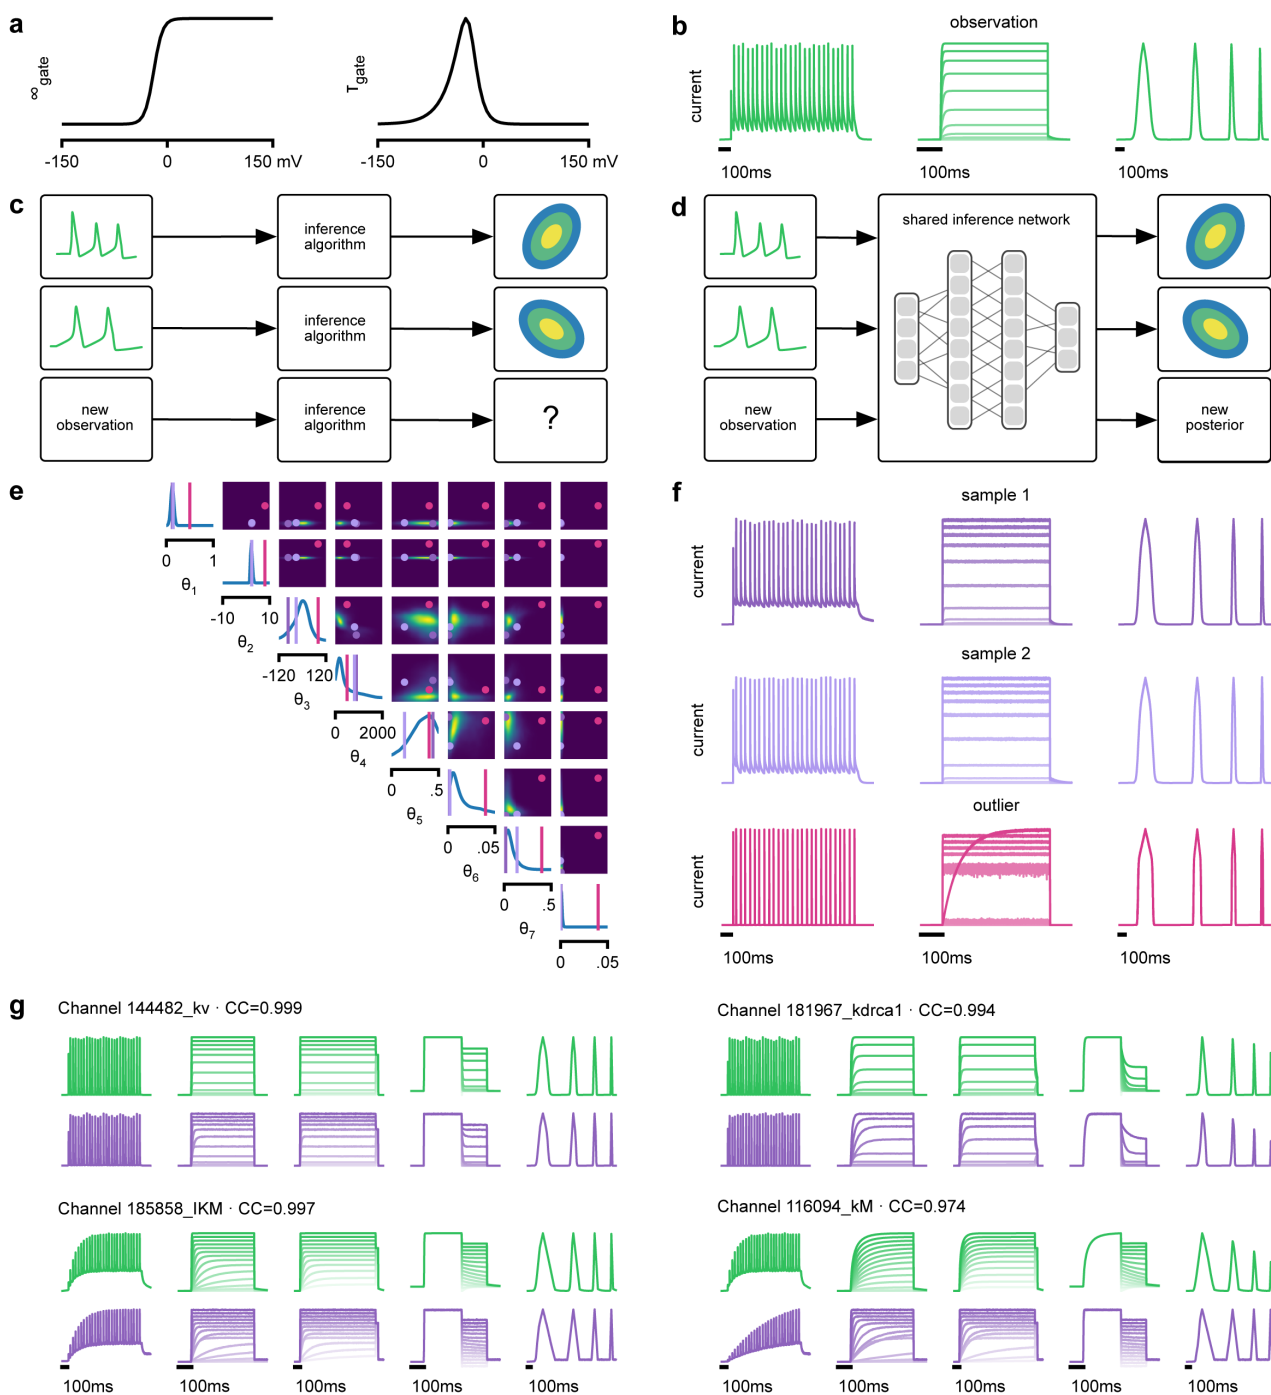 a
∞gate
-150
0
150 mV
τgate
-150
0
150 mV
b
observation
current
100ms
100ms
100ms
c
inference
algorithm
inference
algorithm
new
observation
inference
algorithm
?
d
shared inference network
new
observation
new
posterior
e
0
1
θ1
-10
10
θ2
-120
120
θ3
0
2000
θ4
0
.5
θ5
0
.05
θ6
0
.5
θ7
0
.05
f
sample 1
current
sample 2
current
outlier
current
100ms
100ms
100ms
g
Channel 144482_kv · CC=0.999
Channel 181967_kdrca1 · CC=0.994
Channel 185858_IKM · CC=0.997
Channel 116094_kM · CC=0.974
100ms
100ms
100ms
100ms
100ms
100ms
100ms
100ms
100ms
100ms